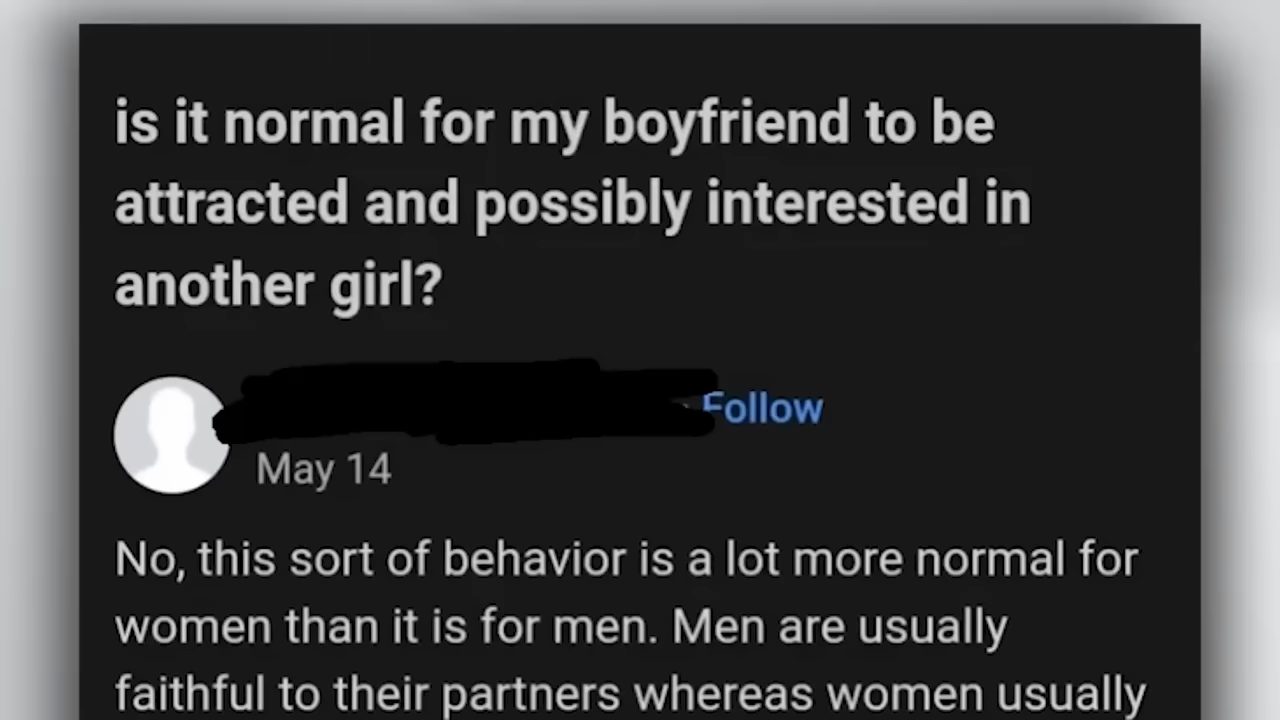 is it normal for my boyfriend to be
attracted and possibly interested in
another girl?
Follow
May 14
No, this sort of behavior is a lot more normal for
women than it is for men. Men are usually
faithful to their partners whereas women usually